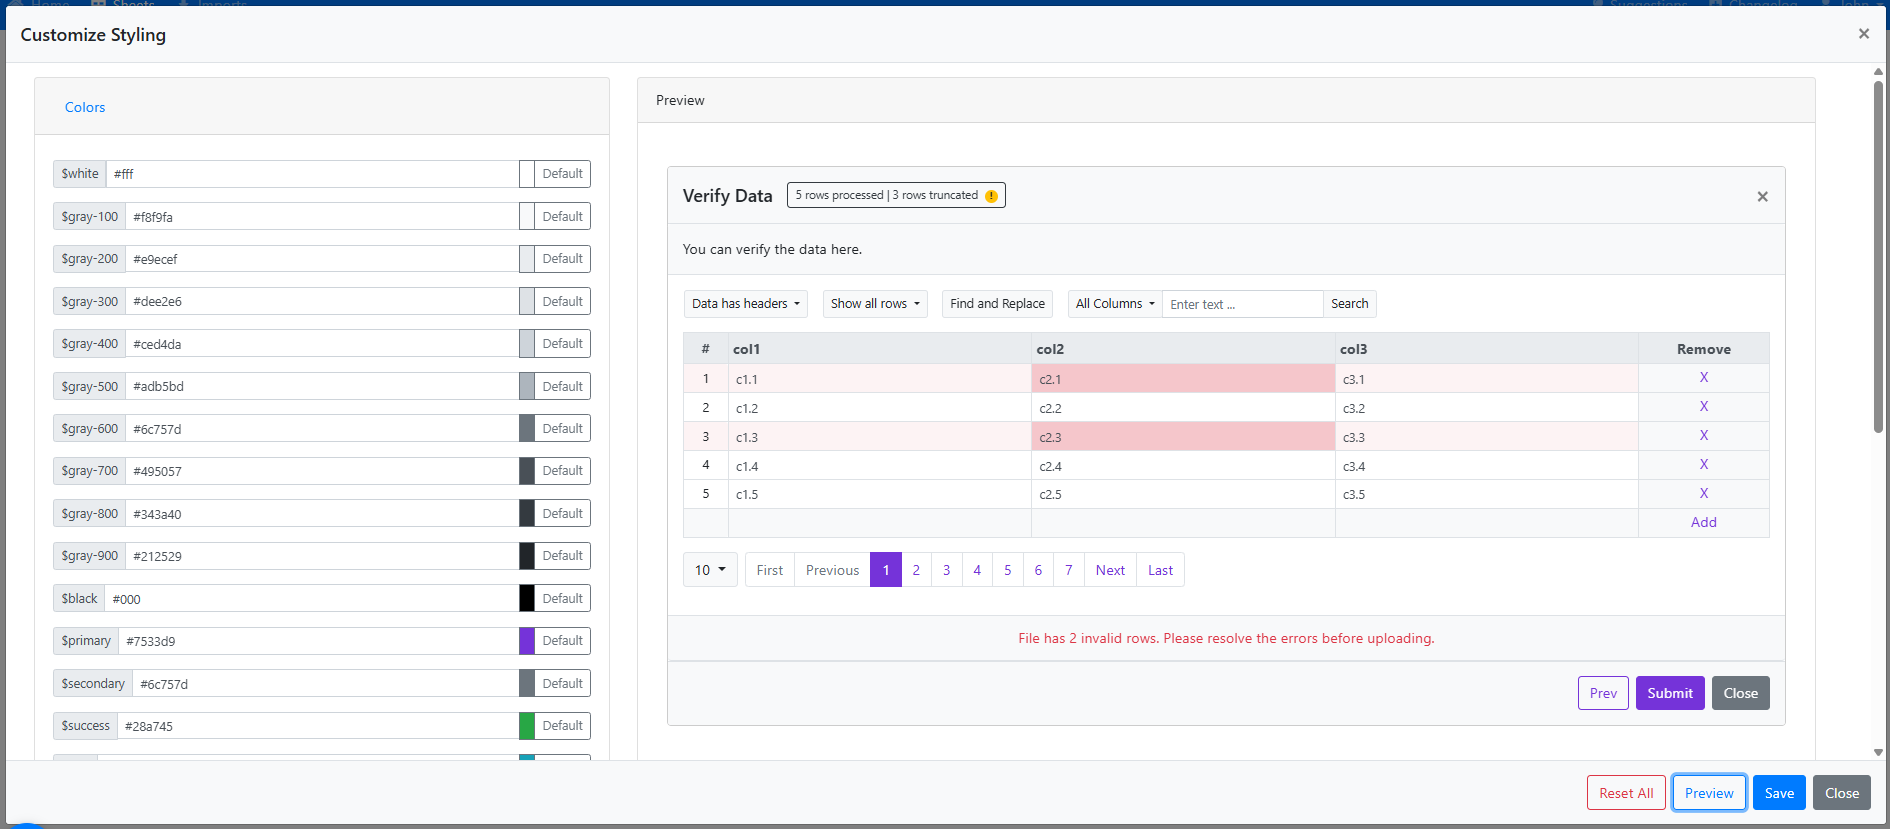 Home Sheets Imports Suggestions Changelog John
Customize Styling ×
Colors
$white #fff Default
$gray-100 #f8f9fa Default
$gray-200 #e9ecef Default
$gray-300 #dee2e6 Default
$gray-400 #ced4da Default
$gray-500 #adb5bd Default
$gray-600 #6c757d Default
$gray-700 #495057 Default
$gray-800 #343a40 Default
$gray-900 #212529 Default
$black #000 Default
$primary #7533d9 Default
$secondary #6c757d Default
$success #28a745 Default
Preview
Verify Data 5 rows processed | 3 rows truncated ! ×
You can verify the data here.
Data has headers Show all rows Find and Replace All Columns Enter text ... Search
# col1 col2 col3 Remove
1 c1.1 c2.1 c3.1 X
2 c1.2 c2.2 c3.2 X
3 c1.3 c2.3 c3.3 X
4 c1.4 c2.4 c3.4 X
5 c1.5 c2.5 c3.5 X
Add
10 First Previous 1 2 3 4 5 6 7 Next Last
File has 2 invalid rows. Please resolve the errors before uploading.
Prev Submit Close
Reset All Preview Save Close